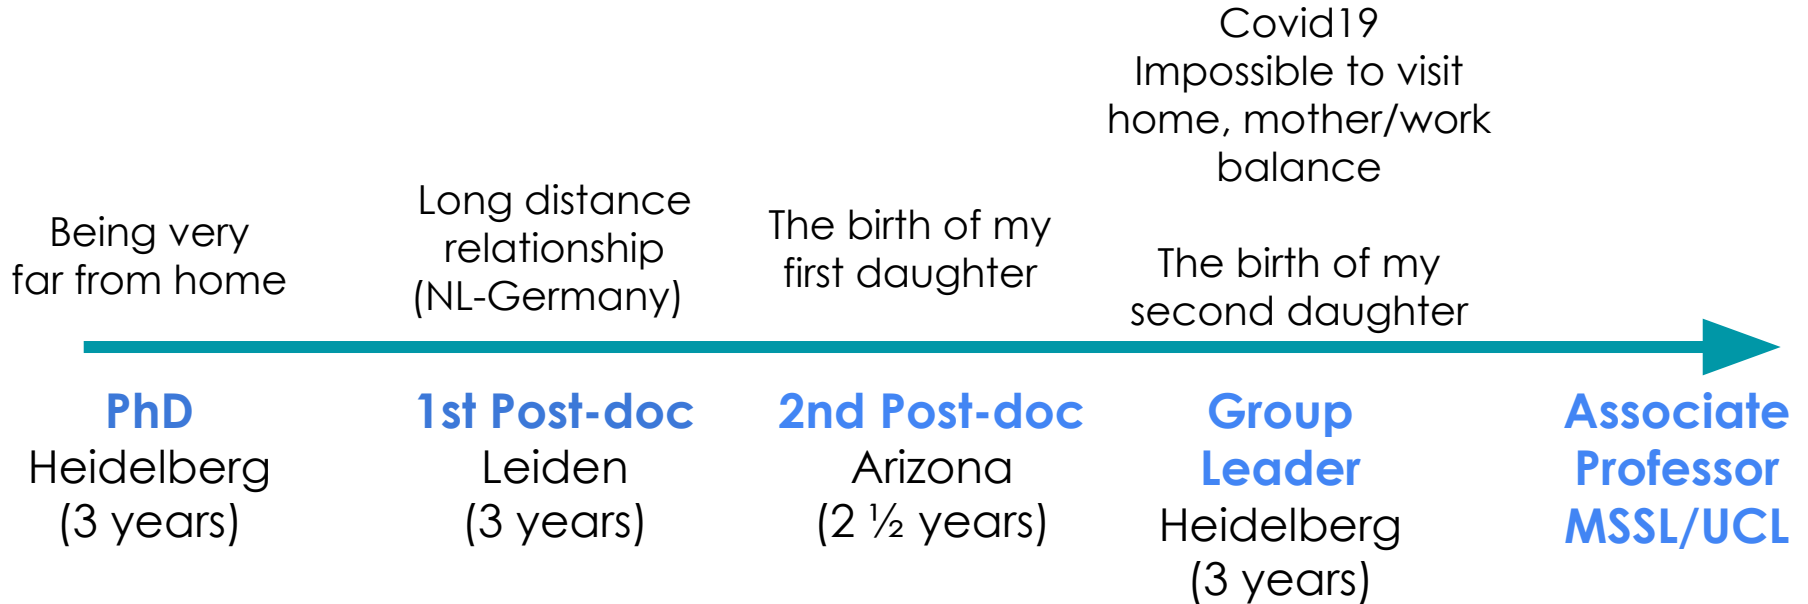 Being very
far from home
Long distance
relationship
(NL-Germany)
The birth of my
first daughter
Covid19
Impossible to visit
home, mother/work
balance
The birth of my
second daughter
PhD
Heidelberg
(3 years)
1st Post-doc
Leiden
(3 years)
2nd Post-doc
Arizona
(2 ½ years)
Group
Leader
Heidelberg
(3 years)
Associate
Professor
MSSL/UCL